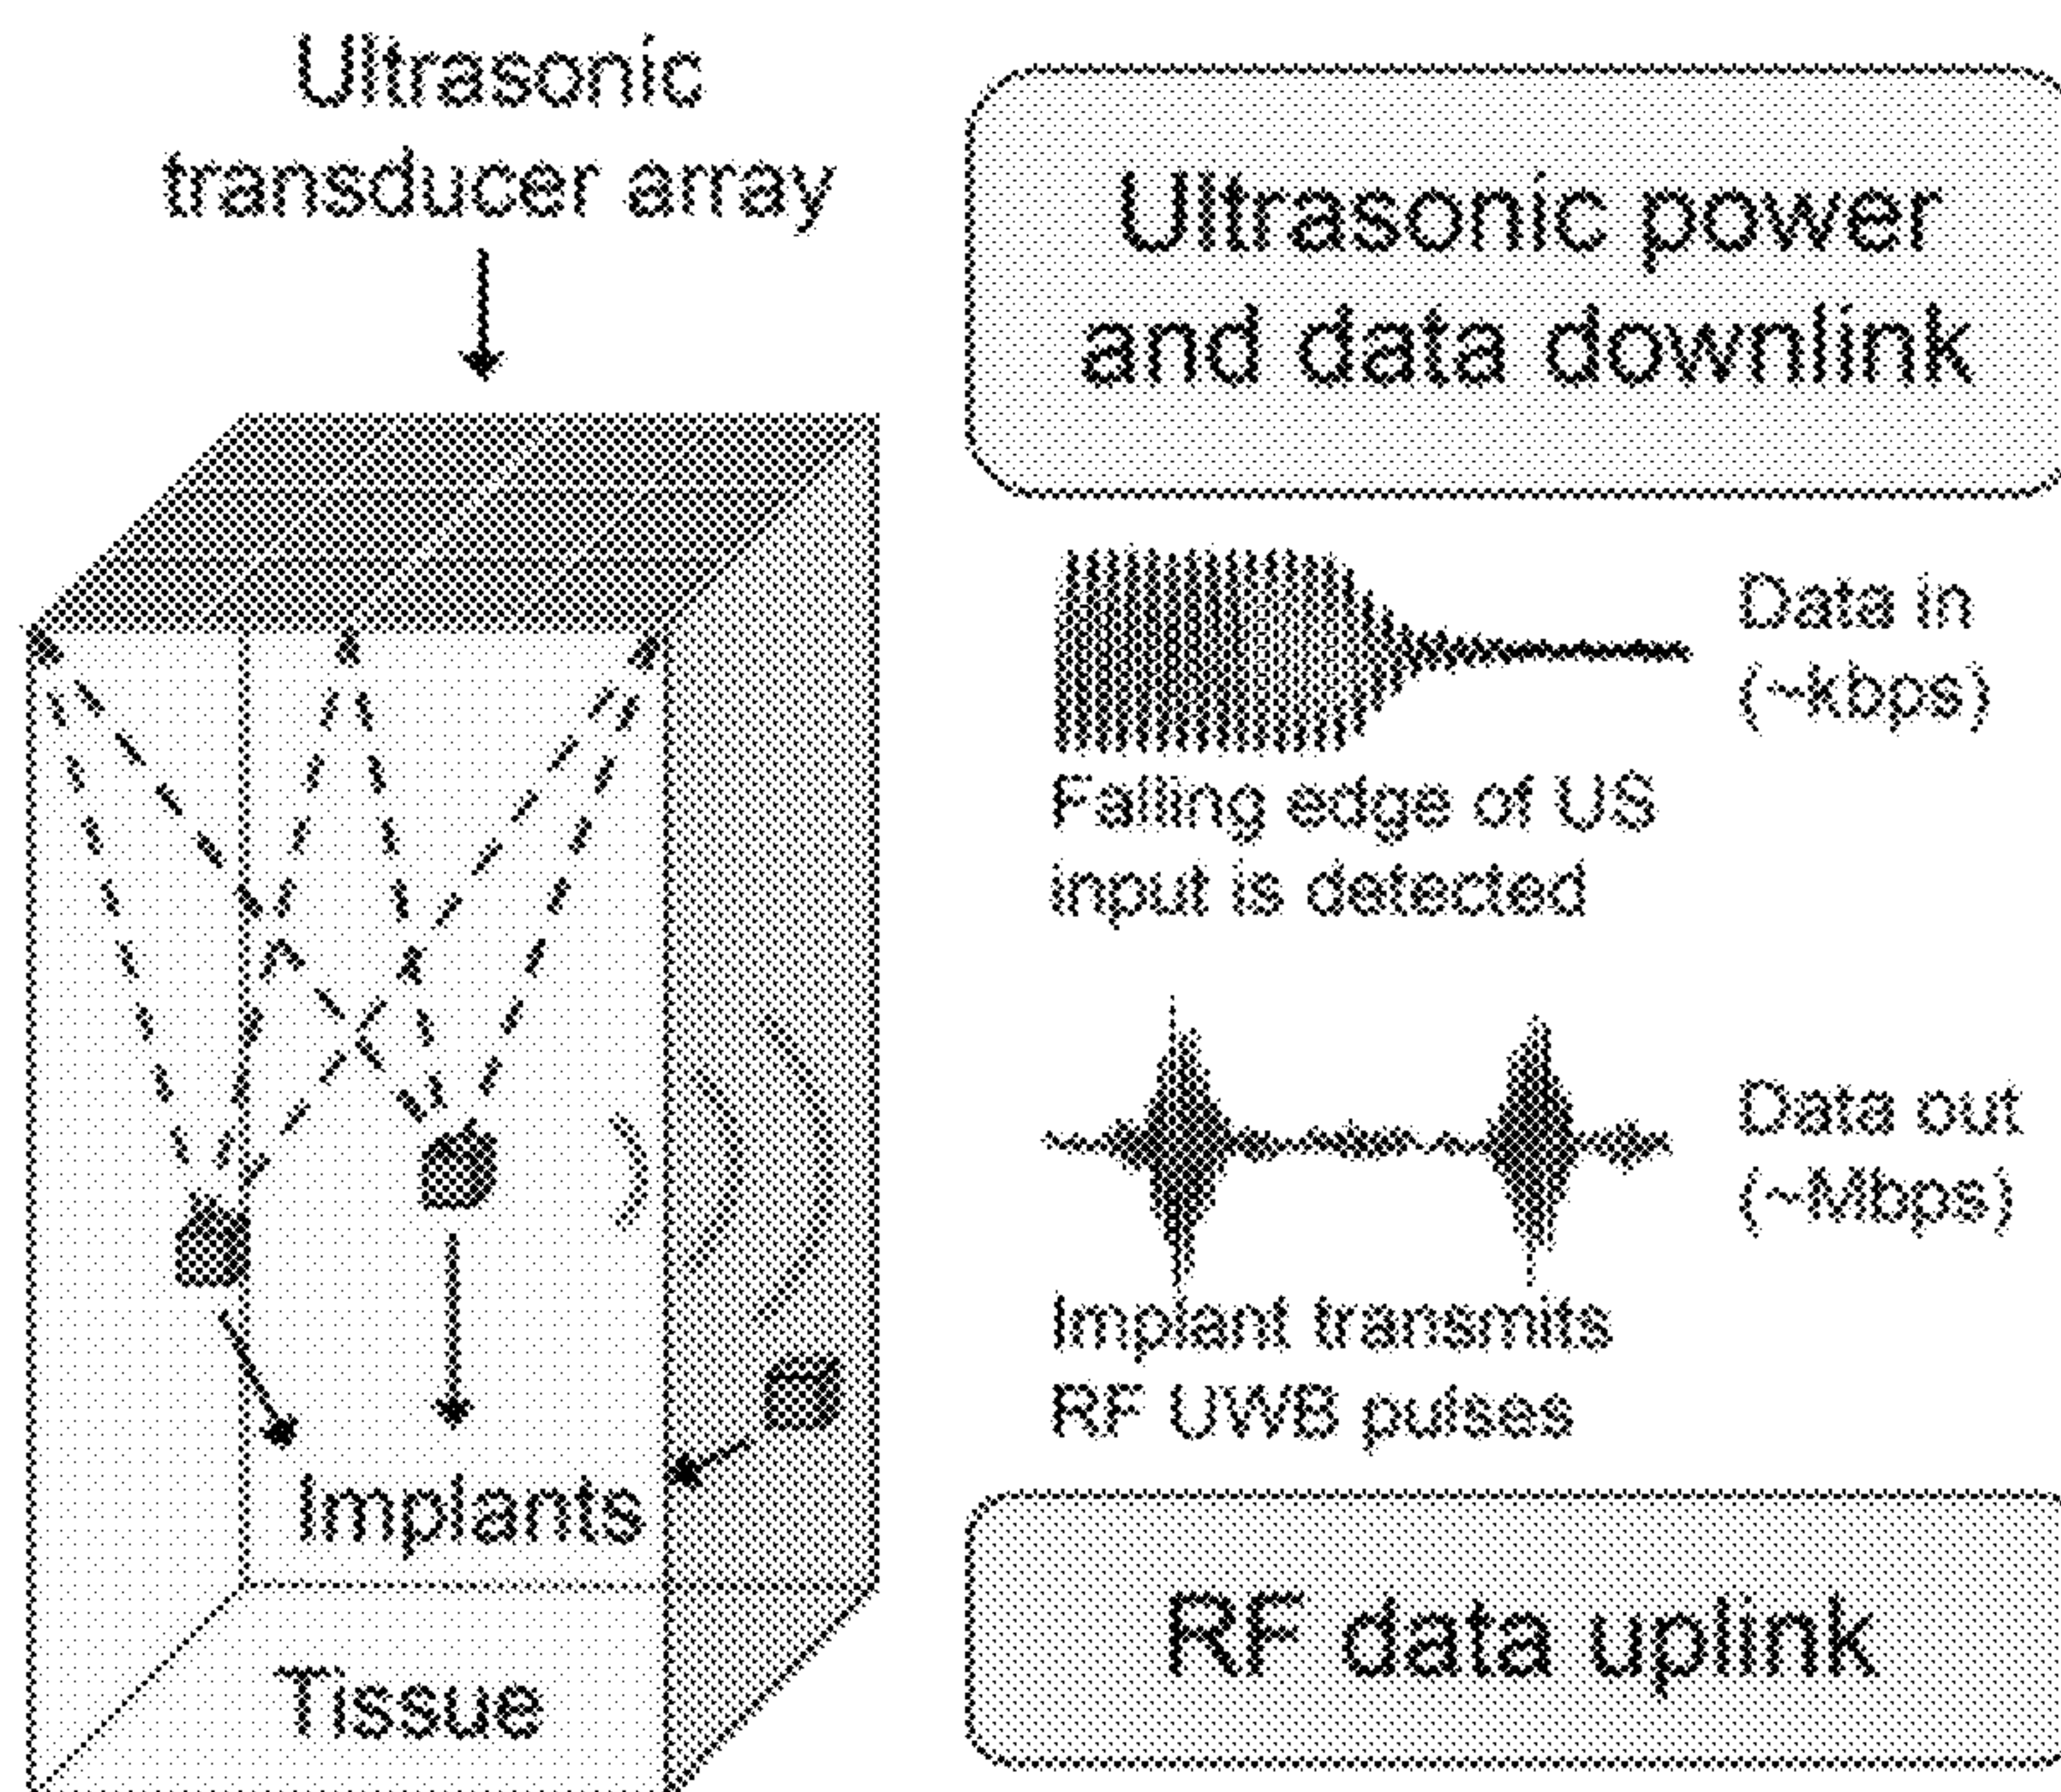 Ultrasonic
transducer array
Implants
Tissue
Ultrasonic power
and data downlink
Data in
(~kbps)
Falling edge of US
input is detected
Data out
(~Mbps)
Implant transmits
RF UWB pulses
RF data uplink